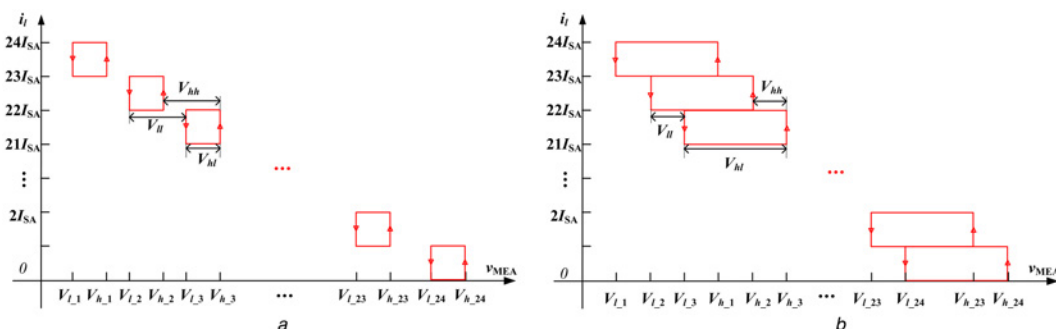 i_l
24I_SA
23I_SA
22I_SA
21I_SA
⋮
2I_SA
0
V_hh
V_ll
V_hl
...
v_MEA
V_l_1 V_h_1 V_l_2 V_h_2 V_l_3 V_h_3 ... V_l_23 V_h_23 V_l_24 V_h_24
a
i_l
24I_SA
23I_SA
22I_SA
21I_SA
⋮
2I_SA
0
V_hh
V_ll
V_hl
...
v_MEA
V_l_1 V_l_2 V_l_3 V_h_1 V_h_2 V_h_3 ... V_l_23 V_l_24 V_h_23 V_h_24
b